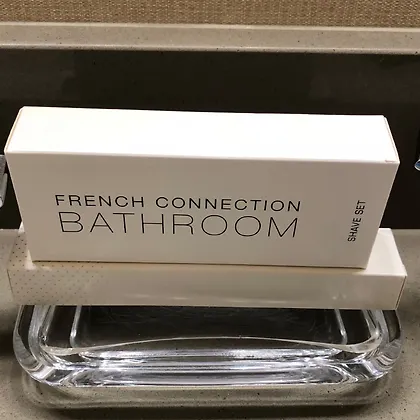 FRENCH CONNECTION
BATHROOM
SHAVE SET